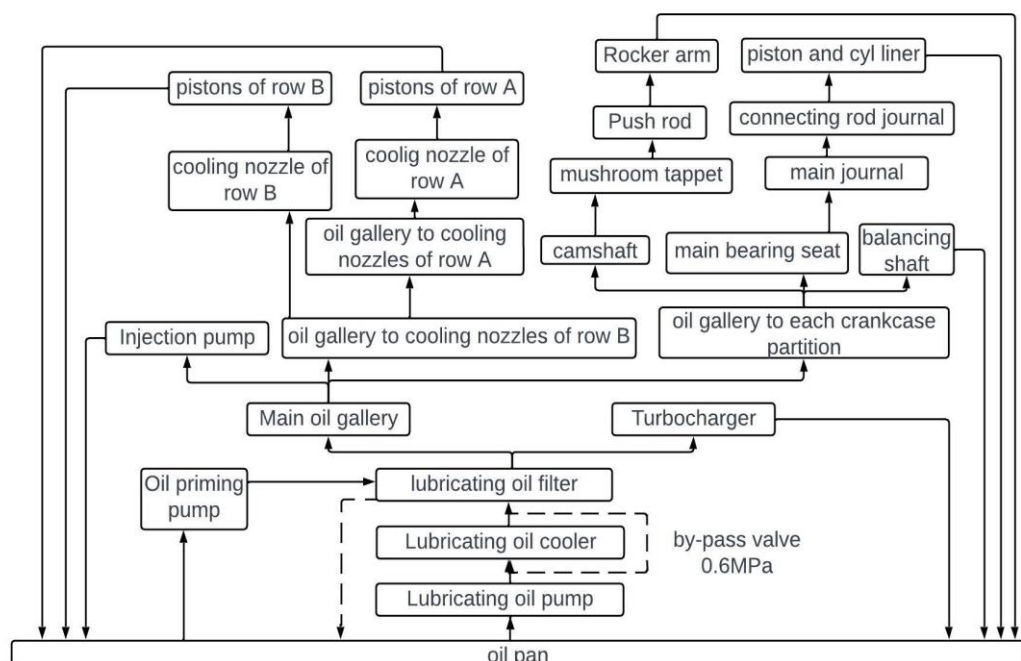 Rocker arm
piston and cyl liner
pistons of row B
pistons of row A
Push rod
connecting rod journal
cooling nozzle of
row B
coolig nozzle of
row A
mushroom tappet
main journal
oil gallery to cooling
nozzles of row A
camshaft
main bearing seat
balancing
shaft
Injection pump
oil gallery to cooling nozzles of row B
oil gallery to each crankcase
partition
Main oil gallery
Turbocharger
Oil priming
pump
lubricating oil filter
Lubricating oil cooler
by-pass valve
0.6MPa
Lubricating oil pump
oil pan